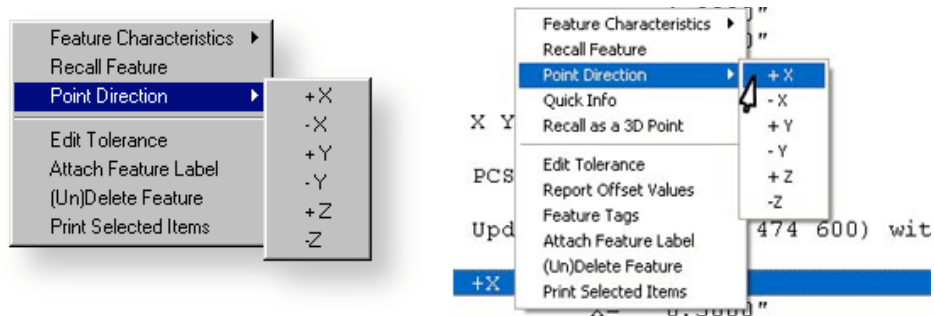 Feature Characteristics
Recall Feature
Point Direction
Edit Tolerance
Attach Feature Label
(Un)Delete Feature
Print Selected Items
+X
-X
+Y
-Y
+Z
-Z
Feature Characteristics
Recall Feature
Point Direction
Quick Info
Recall as a 3D Point
Edit Tolerance
Report Offset Values
Feature Tags
Attach Feature Label
(Un)Delete Feature
Print Selected Items
+ X
- X
+ Y
- Y
+ Z
-Z
X Y
PCS
Upd 474 600) wit
+X